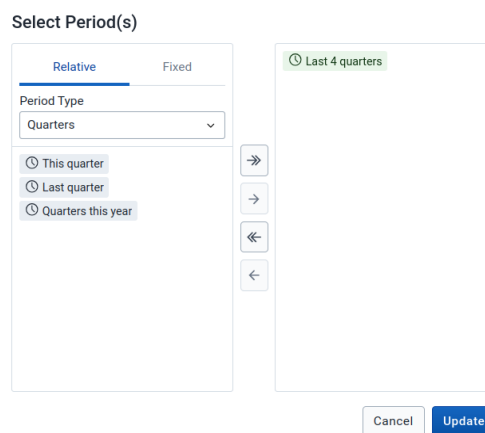 Select Period(s)
Relative Fixed
Period Type
Quarters
This quarter
Last quarter
Quarters this year
Last 4 quarters
Cancel Update